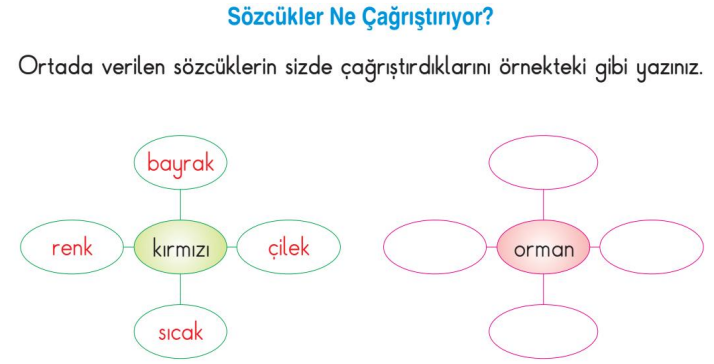 Sözcükler Ne Çağrıştırıyor?
Ortada verilen sözcüklerin sizde çağrıştırdıklarını örnekteki gibi yazınız.
bayrak
renk kırmızı çilek
sıcak
orman